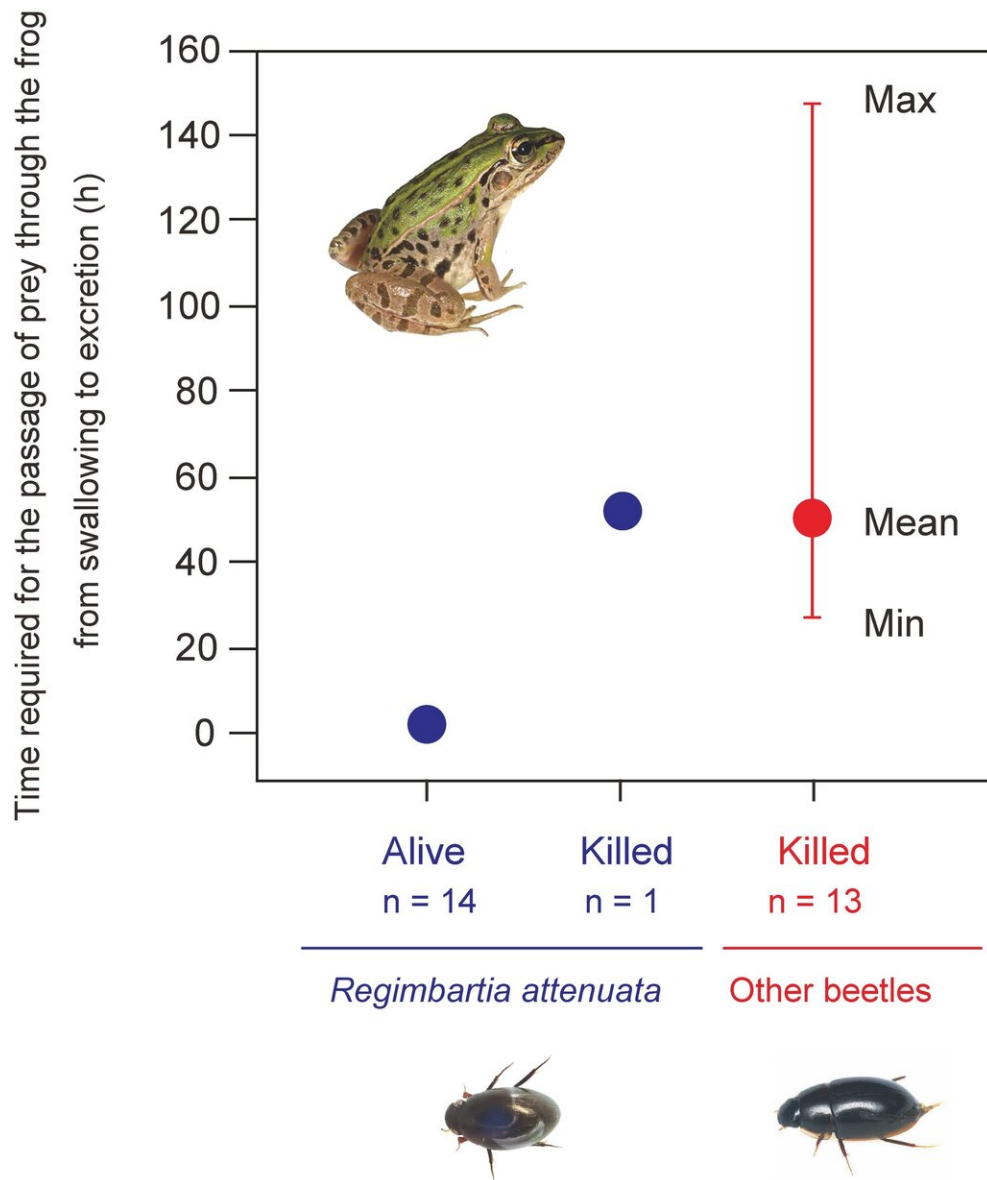 Time required for the passage of prey through the frog
from swallowing to excretion (h)
160
140
120
100
80
60
40
20
0
Max
Mean
Min
Alive
Killed
Killed
n = 14
n = 1
n = 13
Regimbartia attenuata
Other beetles